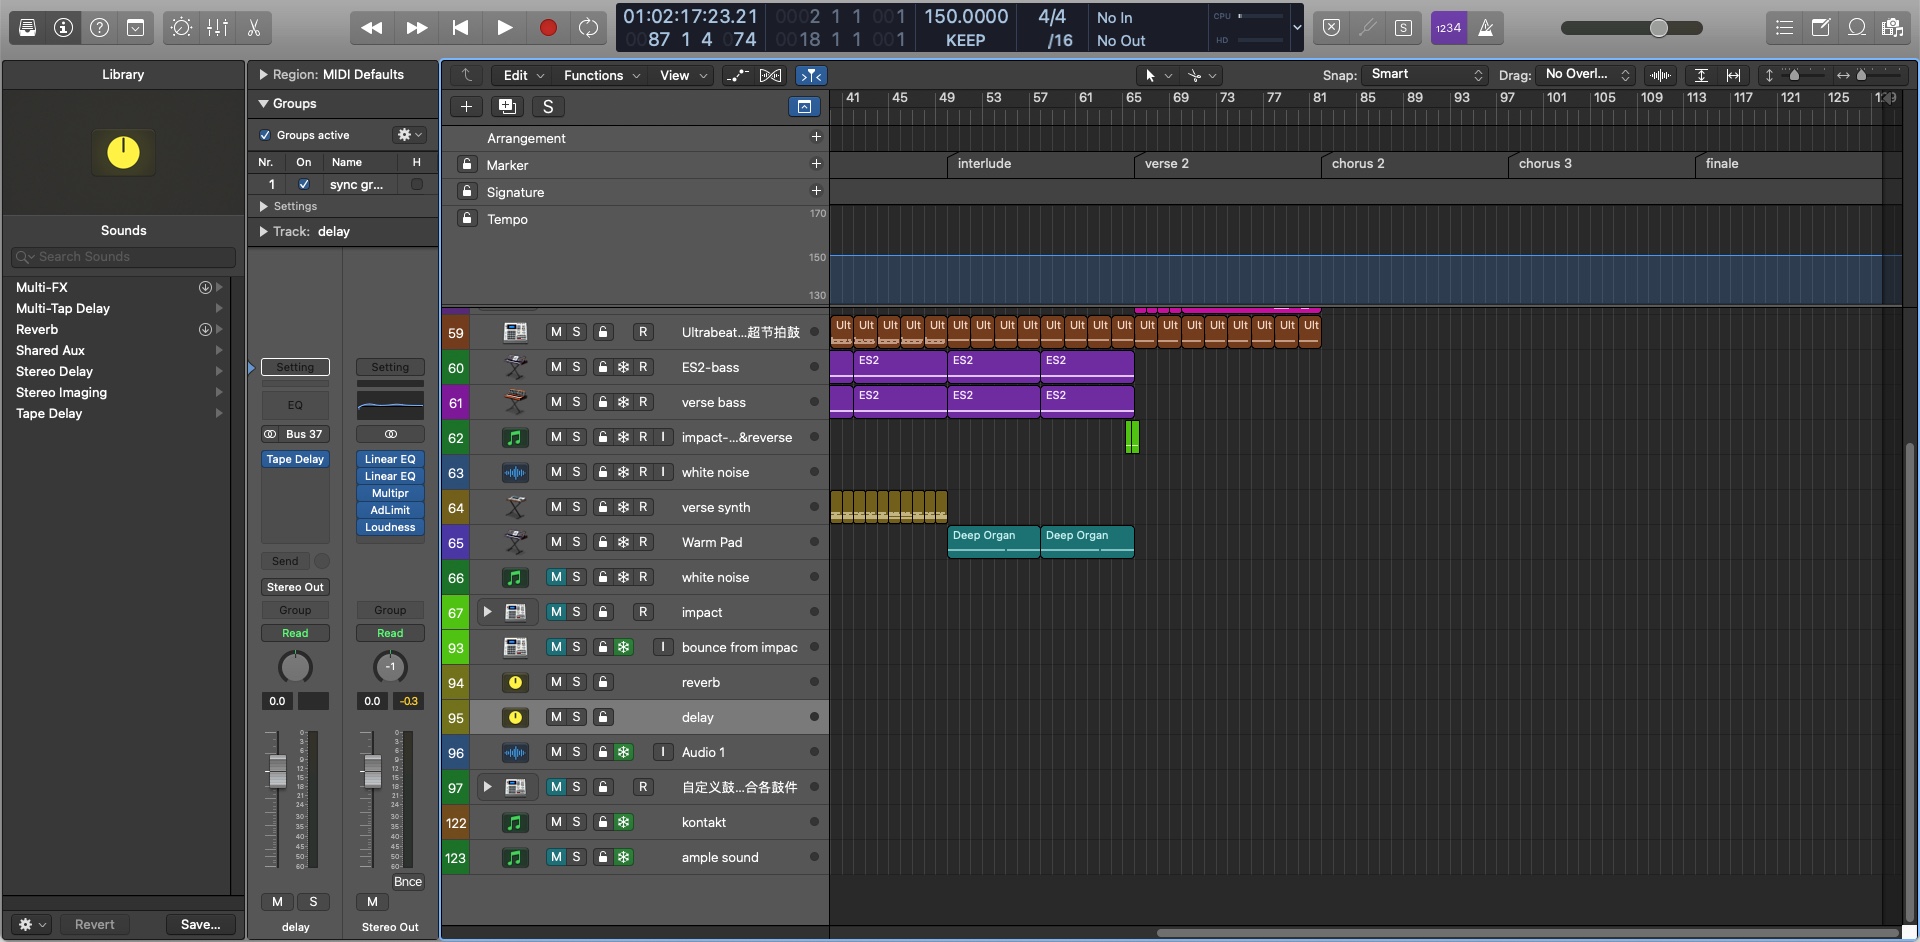 01:02:17:23.21
0087 1 4 074
0002 1 1 001
0018 1 1 001
150.0000
KEEP
4/4
/16
No In
No Out
CPU
HD
S
1234
Library
Sounds
Search Sounds
Multi-FX
Multi-Tap Delay
Reverb
Shared Aux
Stereo Delay
Stereo Imaging
Tape Delay
Revert
Save...
Region: MIDI Defaults
Groups
Groups active
Nr. On Name H
1 sync gr...
Settings
Track: delay
Setting
EQ
Bus 37
Tape Delay
Send
Stereo Out
Group
Read
0.0
M S
delay
Setting
Linear EQ
Linear EQ
Multipr
AdLimit
Loudness
Group
Read
-1
0.0 -0.3
Bnce
M
Stereo Out
Edit Functions View
Snap: Smart
Drag: No Overl...
S
41 45 49 53 57 61 65 69 73 77 81 85 89 93 97 101 105 109 113 117 121 125
Arrangement
Marker
interlude verse 2 chorus 2 chorus 3 finale
Signature
Tempo
170
150
130
59 M S R Ultrabeat...超节拍鼓
Ult Ult Ult Ult Ult Ult Ult Ult Ult Ult Ult Ult Ult Ult Ult Ult Ult Ult Ult Ult Ult
60 M S R ES2-bass
ES2 ES2 ES2
61 M S R verse bass
ES2 ES2 ES2
62 M S R I impact-...&reverse
63 M S R I white noise
64 M S R verse synth
65 M S R Warm Pad
Deep Organ Deep Organ
66 M S R white noise
67 M S R impact
93 M S I bounce from impac
94 M S reverb
95 M S delay
96 M S I Audio 1
97 M S R 自定义鼓...合各鼓件
122 M S kontakt
123 M S ample sound